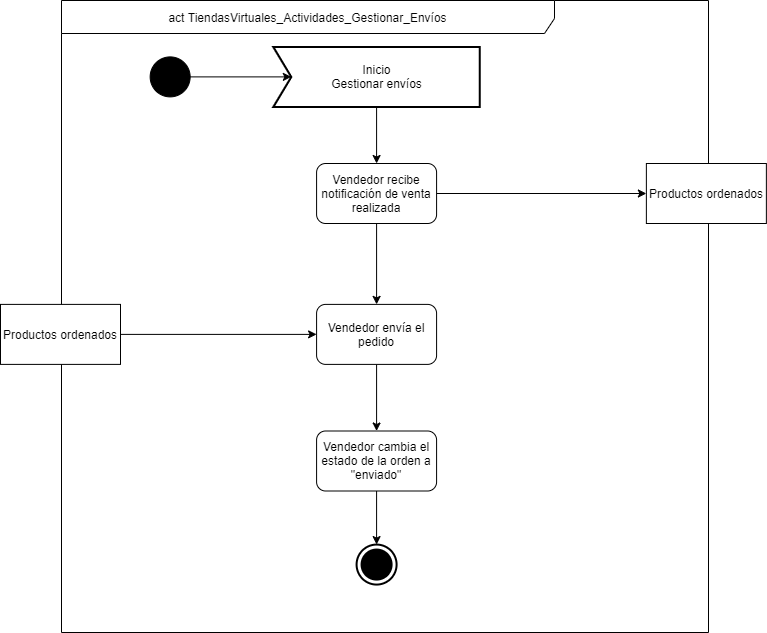 act TiendasVirtuales_Actividades_Gestionar_Envíos
Inicio
Gestionar envíos
Vendedor recibe
notificación de venta
realizada
Productos ordenados
Productos ordenados
Vendedor envía el
pedido
Vendedor cambia el
estado de la orden a
"enviado"